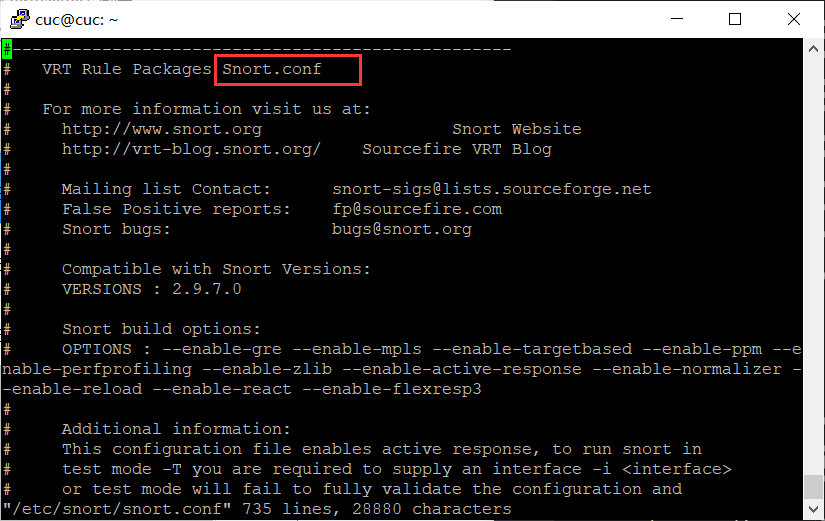 cuc@cuc: ~
#--------------------------------------------------
#   VRT Rule Packages Snort.conf
#
#   For more information visit us at:
#     http://www.snort.org                   Snort Website
#     http://vrt-blog.snort.org/    Sourcefire VRT Blog
#
#     Mailing list Contact:      snort-sigs@lists.sourceforge.net
#     False Positive reports:    fp@sourcefire.com
#     Snort bugs:                bugs@snort.org
#
#     Compatible with Snort Versions:
#     VERSIONS : 2.9.7.0
#
#     Snort build options:
#     OPTIONS : --enable-gre --enable-mpls --enable-targetbased --enable-ppm --e
nable-perfprofiling --enable-zlib --enable-active-response --enable-normalizer -
-enable-reload --enable-react --enable-flexresp3
#
#     Additional information:
#     This configuration file enables active response, to run snort in
#     test mode -T you are required to supply an interface -i <interface>
#     or test mode will fail to fully validate the configuration and
"/etc/snort/snort.conf" 735 lines, 28880 characters